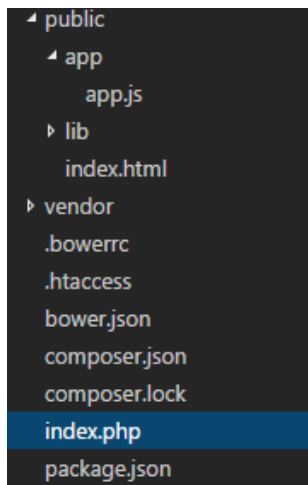 public
app
app.js
lib
index.html
vendor
.bowerrc
.htaccess
bower.json
composer.json
composer.lock
index.php
package.json